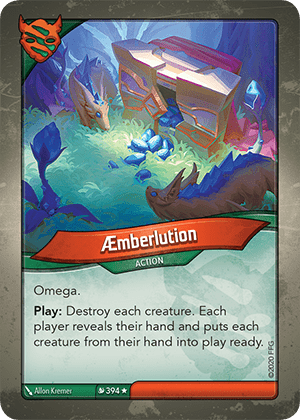 Æmberlution
ACTION
Omega.
Play: Destroy each creature. Each
player reveals their hand and puts each
creature from their hand into play ready.
Allon Kremer
394 ★
©2020 FFG